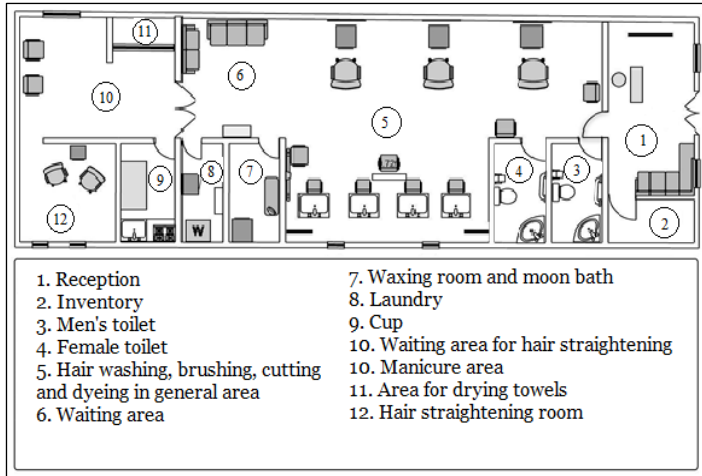 11
6
10
5
1
9
8
7
4
3
12
W
2
1. Reception
2. Inventory
3. Men's toilet
4. Female toilet
5. Hair washing, brushing, cutting
and dyeing in general area
6. Waiting area
7. Waxing room and moon bath
8. Laundry
9. Cup
10. Waiting area for hair straightening
10. Manicure area
11. Area for drying towels
12. Hair straightening room